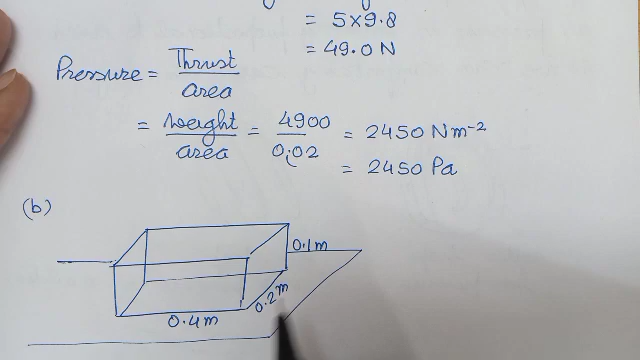 = 5×9.8
= 49.0 N
Pressure = Thrust / area
= weight / area = 4900 / 0.02 = 2450 Nm⁻²
= 2450 Pa
(b)
0.1m
0.2m
0.4m